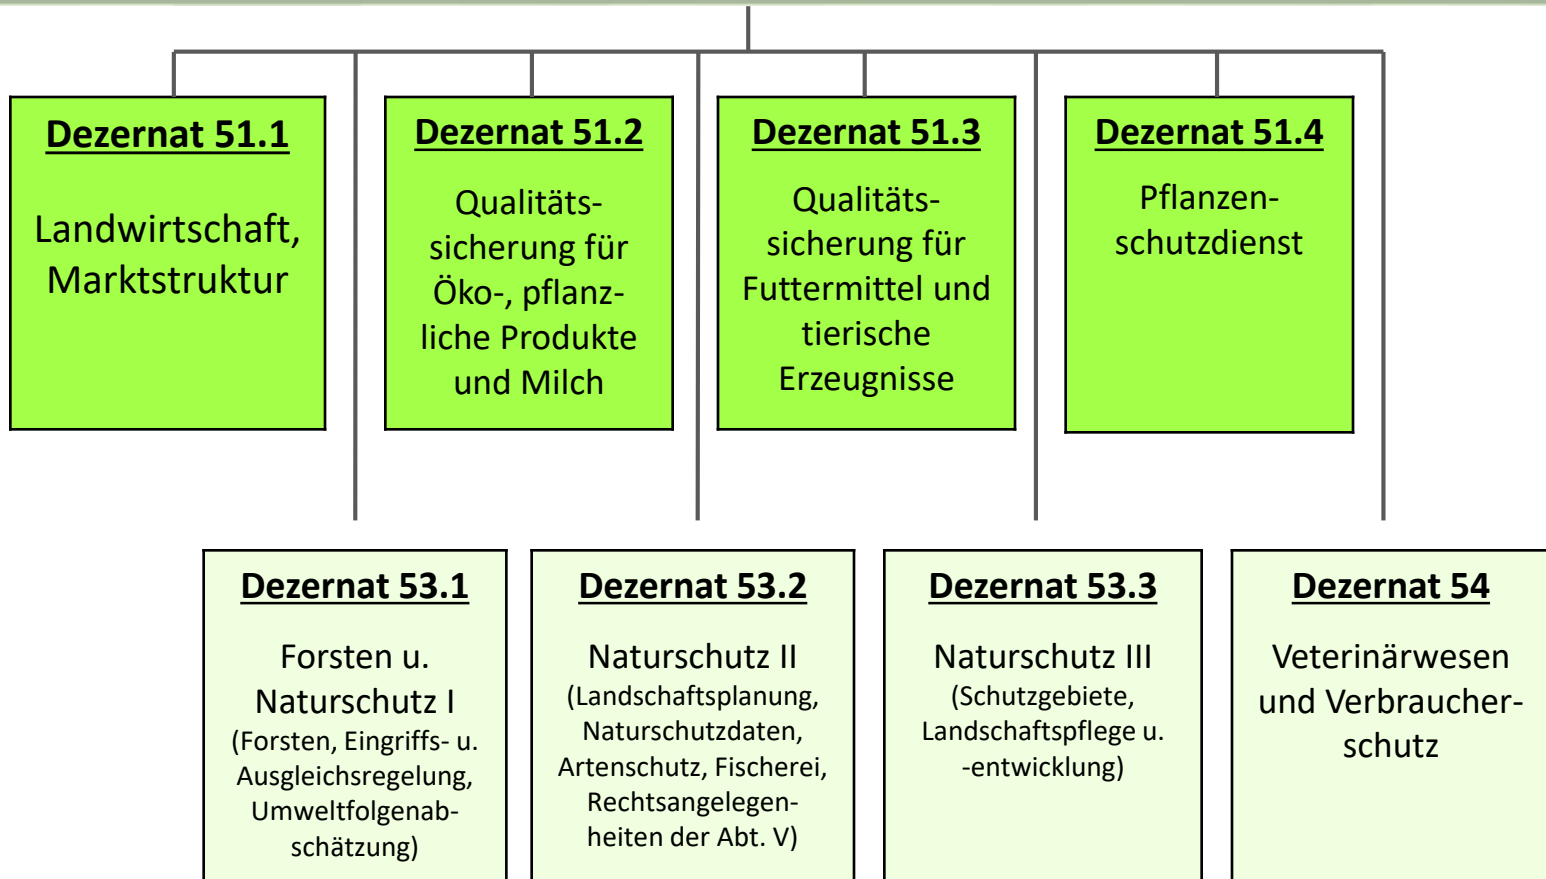 Dezernat 51.1
Landwirtschaft,
Marktstruktur
Dezernat 51.2
Qualitäts-
sicherung für
Öko-, pflanz-
liche Produkte
und Milch
Dezernat 51.3
Qualitäts-
sicherung für
Futtermittel und
tierische
Erzeugnisse
Dezernat 51.4
Pflanzen-
schutzdienst
Dezernat 53.1
Forsten u.
Naturschutz I
(Forsten, Eingriffs- u.
Ausgleichsregelung,
Umweltfolgenab-
schätzung)
Dezernat 53.2
Naturschutz II
(Landschaftsplanung,
Naturschutzdaten,
Artenschutz, Fischerei,
Rechtsangelegen-
heiten der Abt. V)
Dezernat 53.3
Naturschutz III
(Schutzgebiete,
Landschaftspflege u.
-entwicklung)
Dezernat 54
Veterinärwesen
und Verbraucher-
schutz